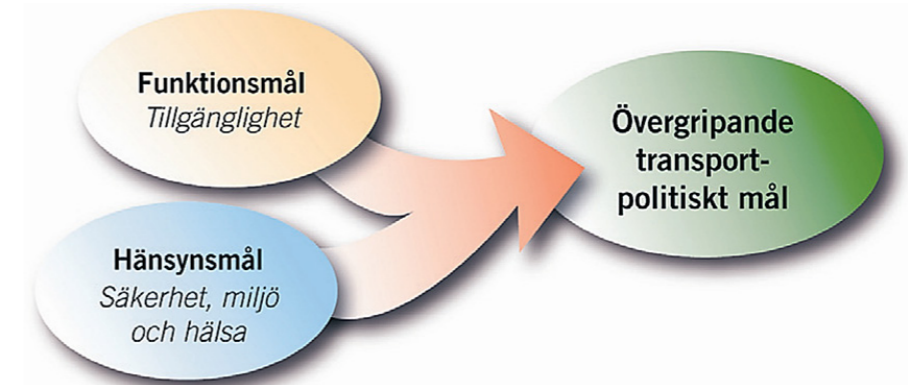 Funktionsmål
Tillgänglighet
Hänsynsmål
Säkerhet, miljö
och hälsa
Övergripande
transport-
politiskt mål